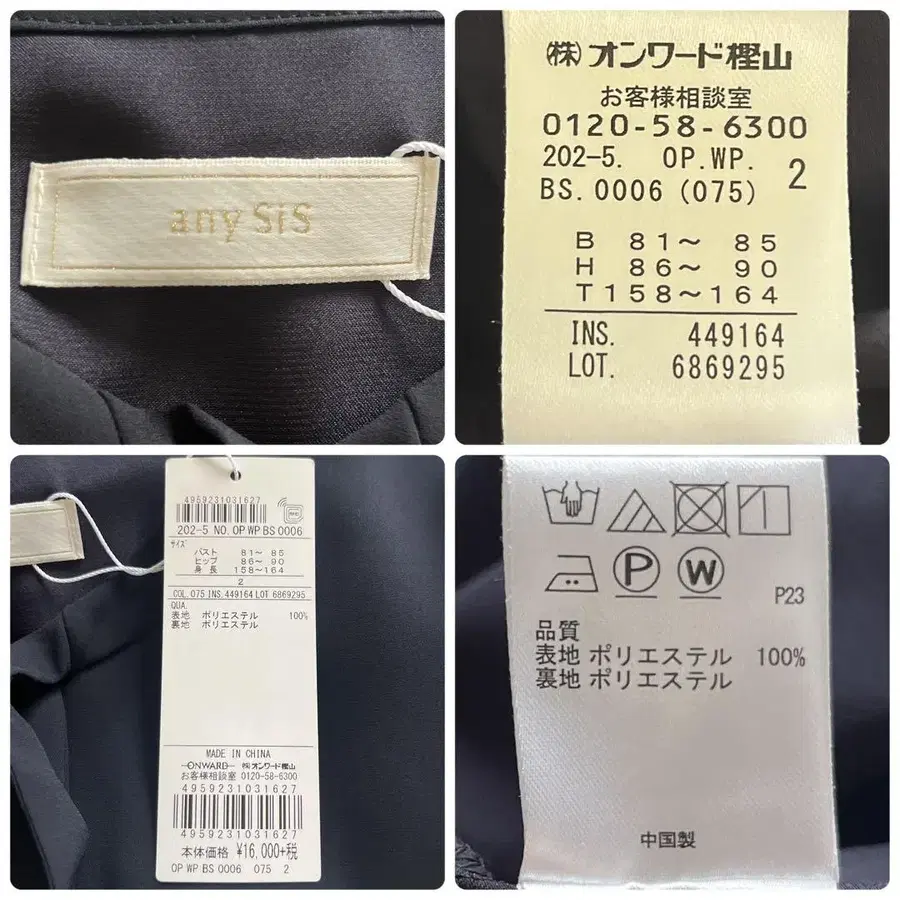 any SiS
㈱オンワード樫山
お客様相談室
0120-58-6300
202-5. OP.WP. 2
BS.0006 (075)
B 81～ 85
H 86～ 90
T158～164
INS. 449164
LOT. 6869295
4959231031627
202-5 NO. OP WP BS 0006
サイズ
バスト 81～ 85
ヒップ 86～ 90
身 長 158～164
2
COL. 075 INS. 449164 LOT 6869295
QUA.
表地 ポリエステル 100%
裏地 ポリエステル
MADE IN CHINA
ONWARD ㈱オンワード樫山
お客様相談室 0120-58-6300
4959231031627
4959231031627
本体価格 ¥16,000+税
OP WP BS 0006 075 2
P W
P23
品質
表地 ポリエステル 100%
裏地 ポリエステル
中国製